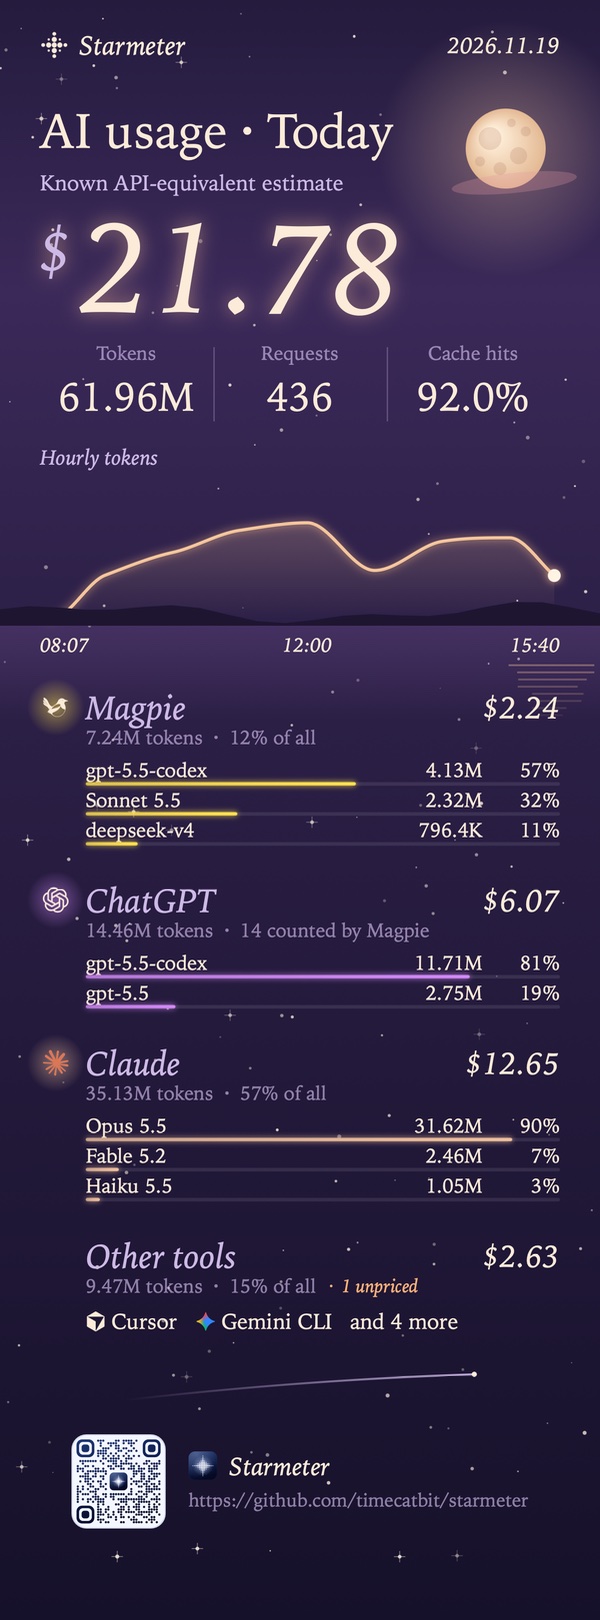 Starmeter
2026.11.19
AI usage · Today
Known API-equivalent estimate
$21.78
Tokens Requests Cache hits
61.96M 436 92.0%
Hourly tokens
08:07 12:00 15:40
Magpie $2.24
7.24M tokens · 12% of all
gpt-5.5-codex 4.13M 57%
Sonnet 5.5 2.32M 32%
deepseek-v4 796.4K 11%
ChatGPT $6.07
14.46M tokens · 14 counted by Magpie
gpt-5.5-codex 11.71M 81%
gpt-5.5 2.75M 19%
Claude $12.65
35.13M tokens · 57% of all
Opus 5.5 31.62M 90%
Fable 5.2 2.46M 7%
Haiku 5.5 1.05M 3%
Other tools $2.63
9.47M tokens · 15% of all · 1 unpriced
Cursor Gemini CLI and 4 more
Starmeter
https://github.com/timecatbit/starmeter